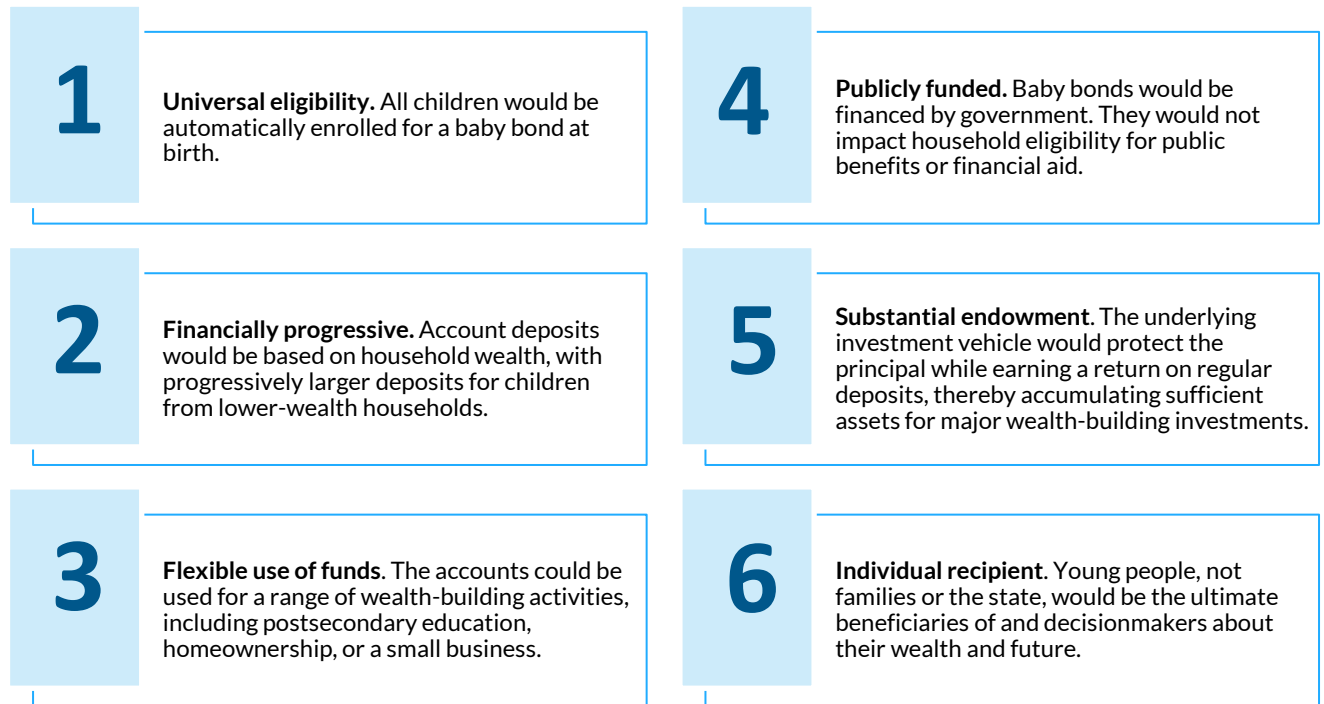 1
Universal eligibility. All children would be
automatically enrolled for a baby bond at
birth.
2
Financially progressive. Account deposits
would be based on household wealth, with
progressively larger deposits for children
from lower-wealth households.
3
Flexible use of funds. The accounts could be
used for a range of wealth-building activities,
including postsecondary education,
homeownership, or a small business.
4
Publicly funded. Baby bonds would be
financed by government. They would not
impact household eligibility for public
benefits or financial aid.
5
Substantial endowment. The underlying
investment vehicle would protect the
principal while earning a return on regular
deposits, thereby accumulating sufficient
assets for major wealth-building investments.
6
Individual recipient. Young people, not
families or the state, would be the ultimate
beneficiaries of and decisionmakers about
their wealth and future.